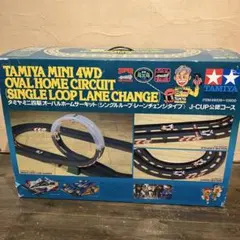 TAMIYA MINI 4WD
OVAL HOME CIRCUIT
(SINGLE LOOP LANE CHANGE)
タミヤ ミニ四駆 オーバルホームサーキット (シングルループ・レーンチェンジタイプ)
J-CUP公認コース
TAMIYA